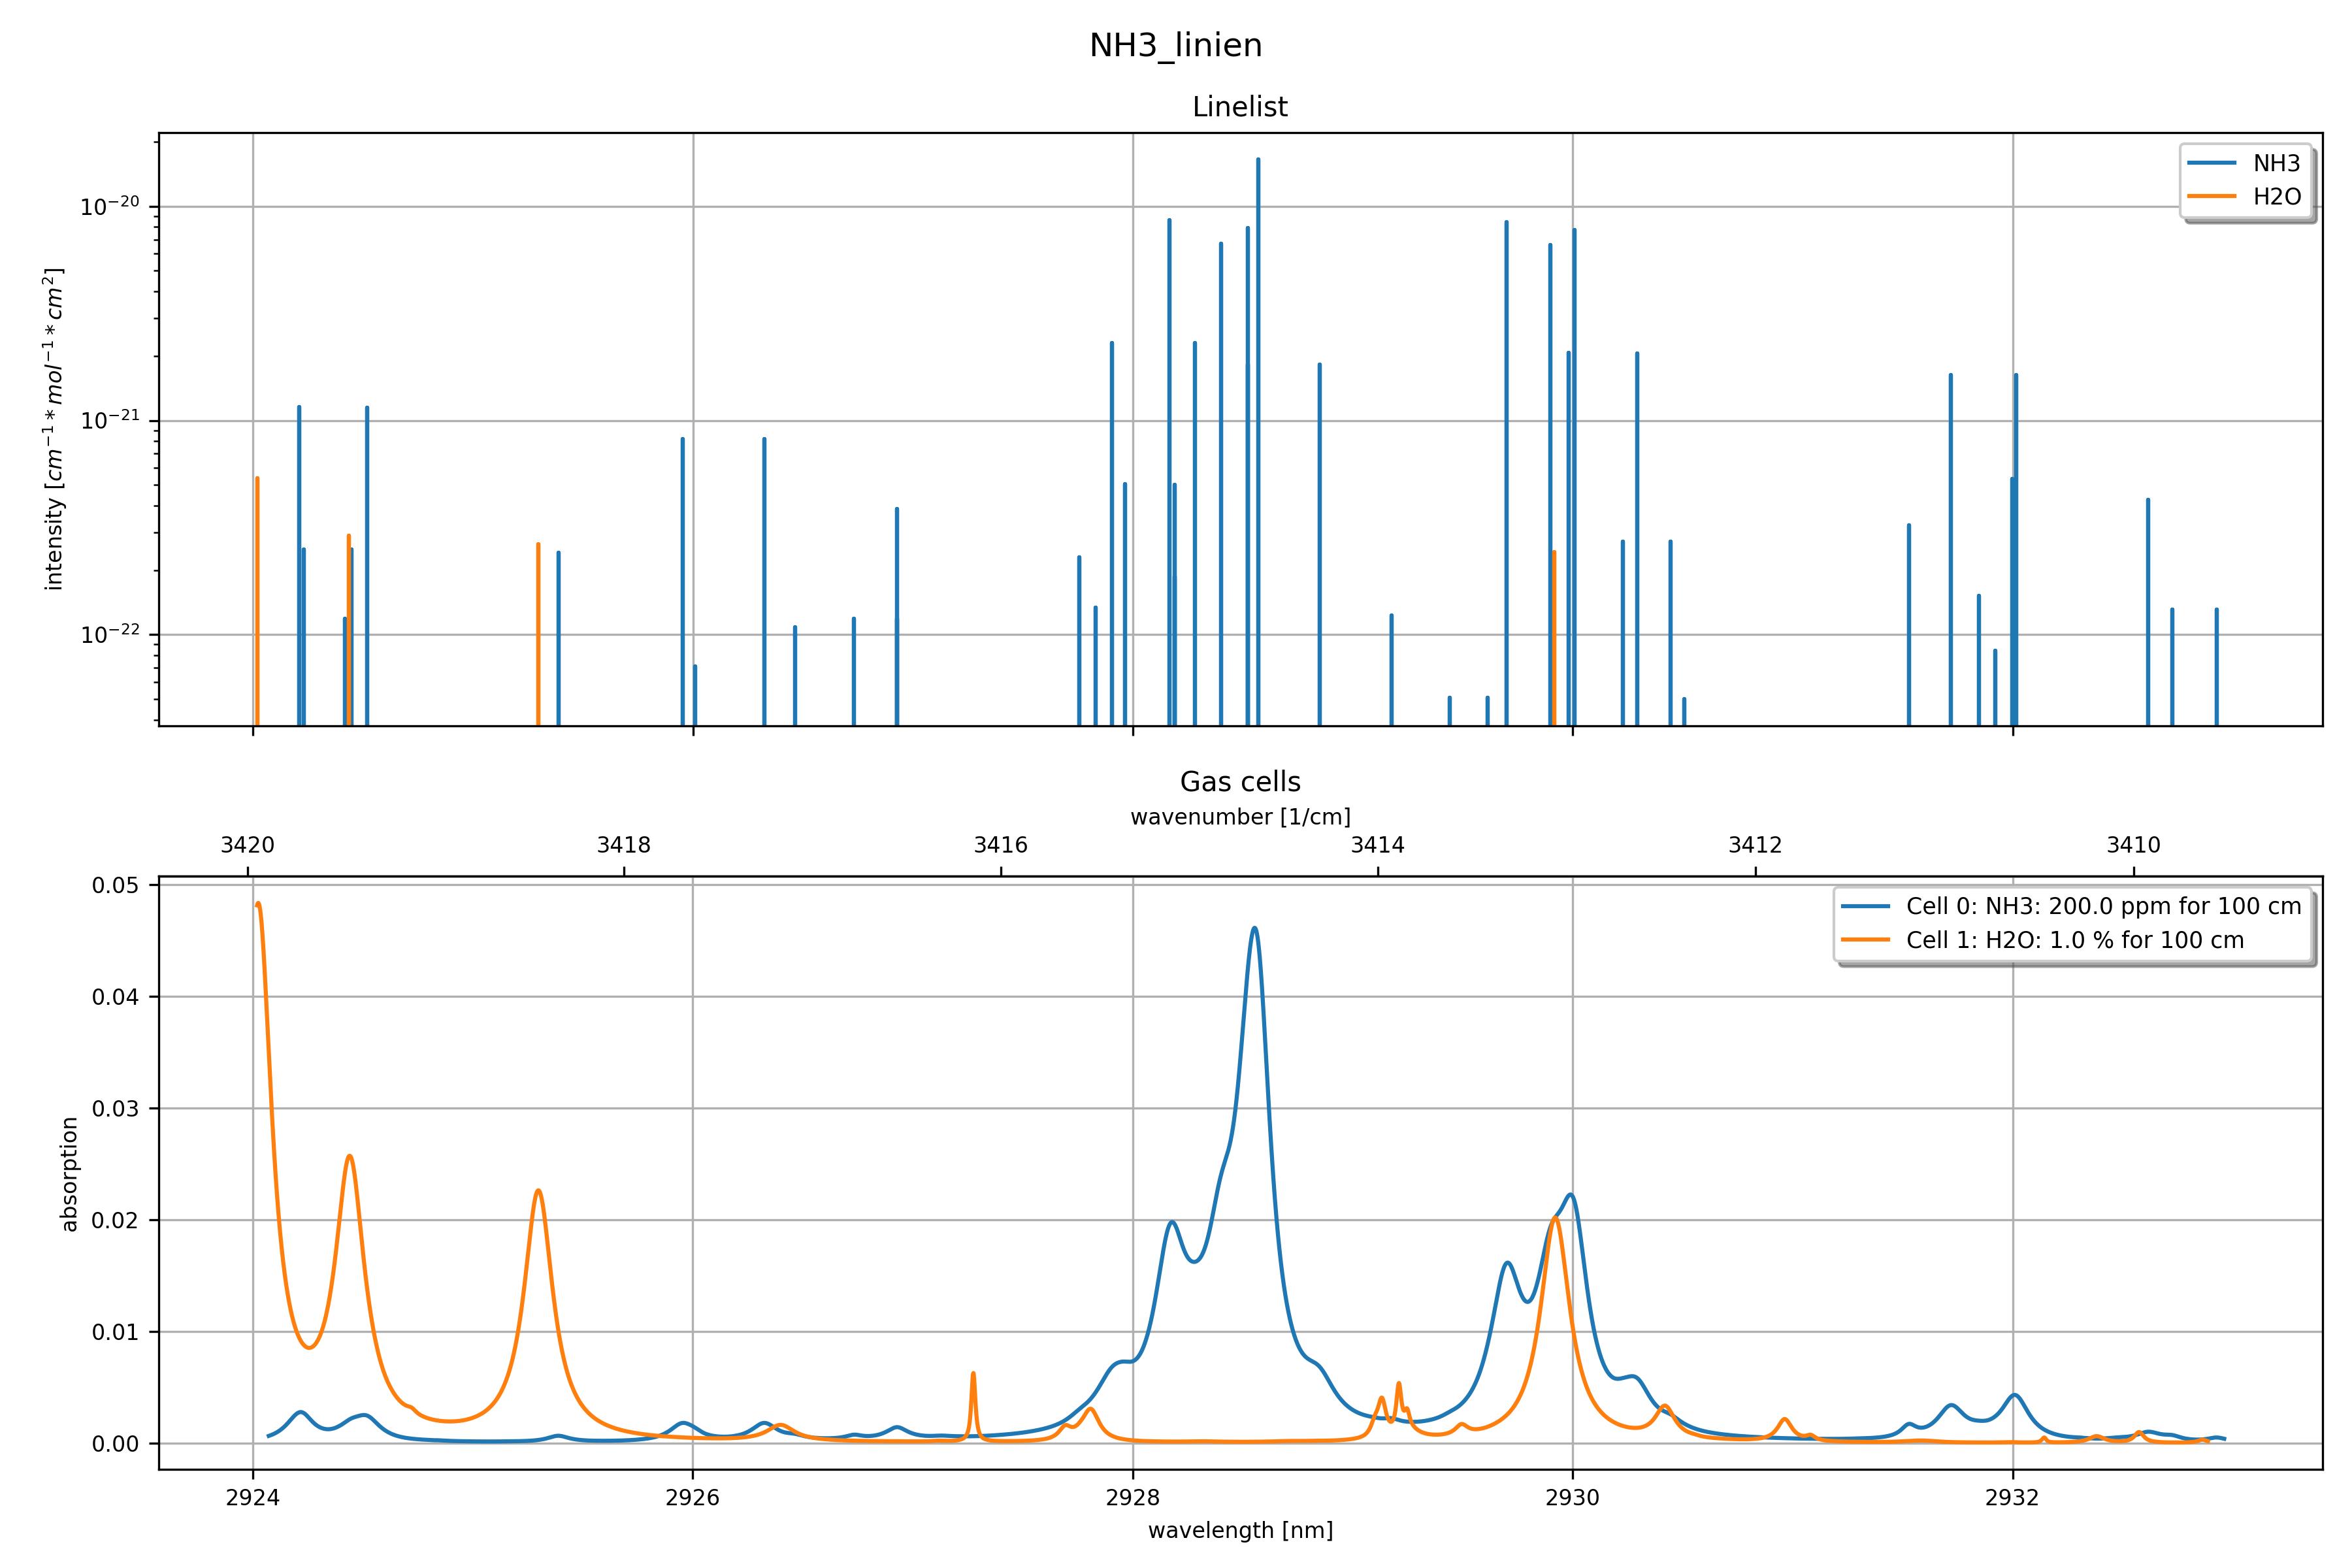 NH3_linien
Linelist
NH3
H2O
10⁻²⁰
10⁻²¹
10⁻²²
intensity [cm⁻¹ * mol⁻¹ * cm²]
Gas cells
wavenumber [1/cm]
3420 3418 3416 3414 3412 3410
Cell 0: NH3: 200.0 ppm for 100 cm
Cell 1: H2O: 1.0 % for 100 cm
0.05
0.04
0.03
0.02
0.01
0.00
absorption
2924 2926 2928 2930 2932
wavelength [nm]